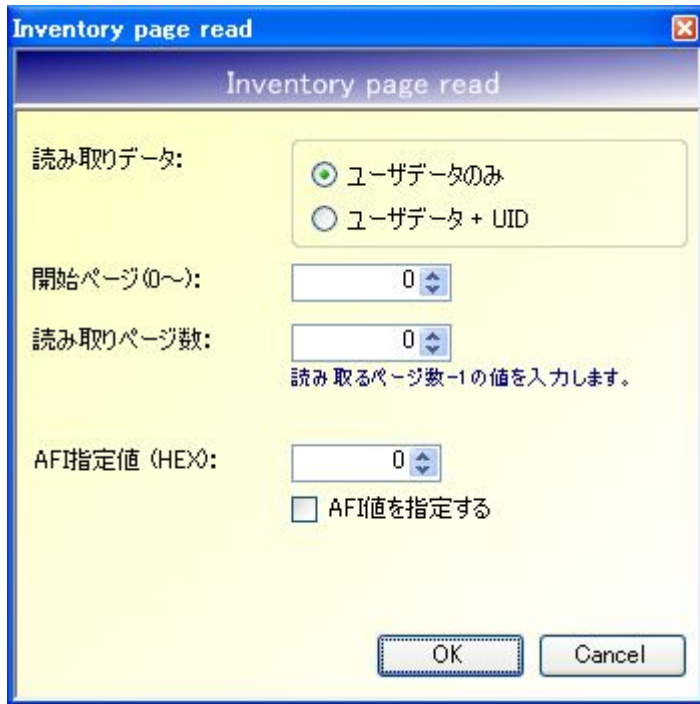 Inventory page read
Inventory page read
読み取りデータ:
ユーザデータのみ
ユーザデータ + UID
開始ページ(0～):
0
読み取りページ数:
0
読み取るページ数-1の値を入力します。
AFI指定値 (HEX):
0
AFI値を指定する
OK
Cancel